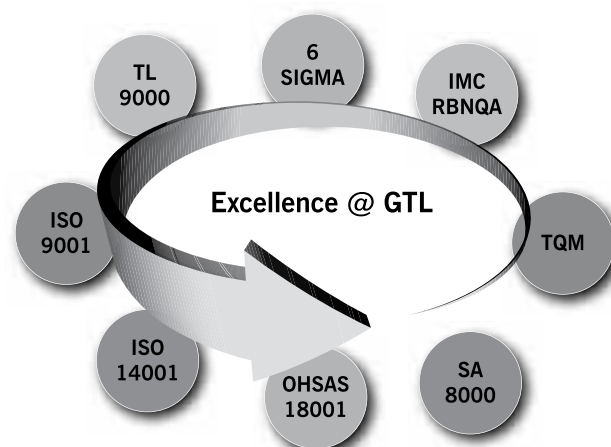 6
SIGMA
TL
9000
IMC
RBNQA
Excellence @ GTL
ISO
9001
TQM
ISO
14001
OHSAS
18001
SA
8000